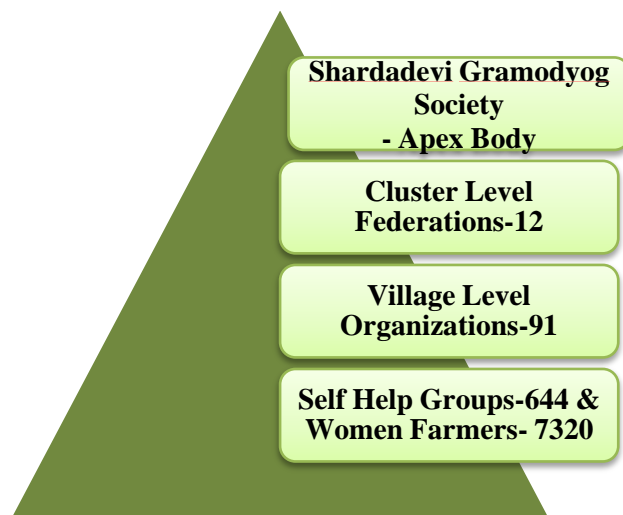 Shardadevi Gramodyog
Society
- Apex Body
Cluster Level
Federations-12
Village Level
Organizations-91
Self Help Groups-644 &
Women Farmers- 7320